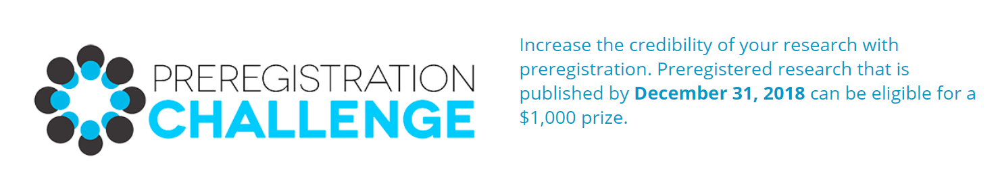 PREREGISTRATION
CHALLENGE
Increase the credibility of your research with
preregistration. Preregistered research that is
published by December 31, 2018 can be eligible for a
$1,000 prize.